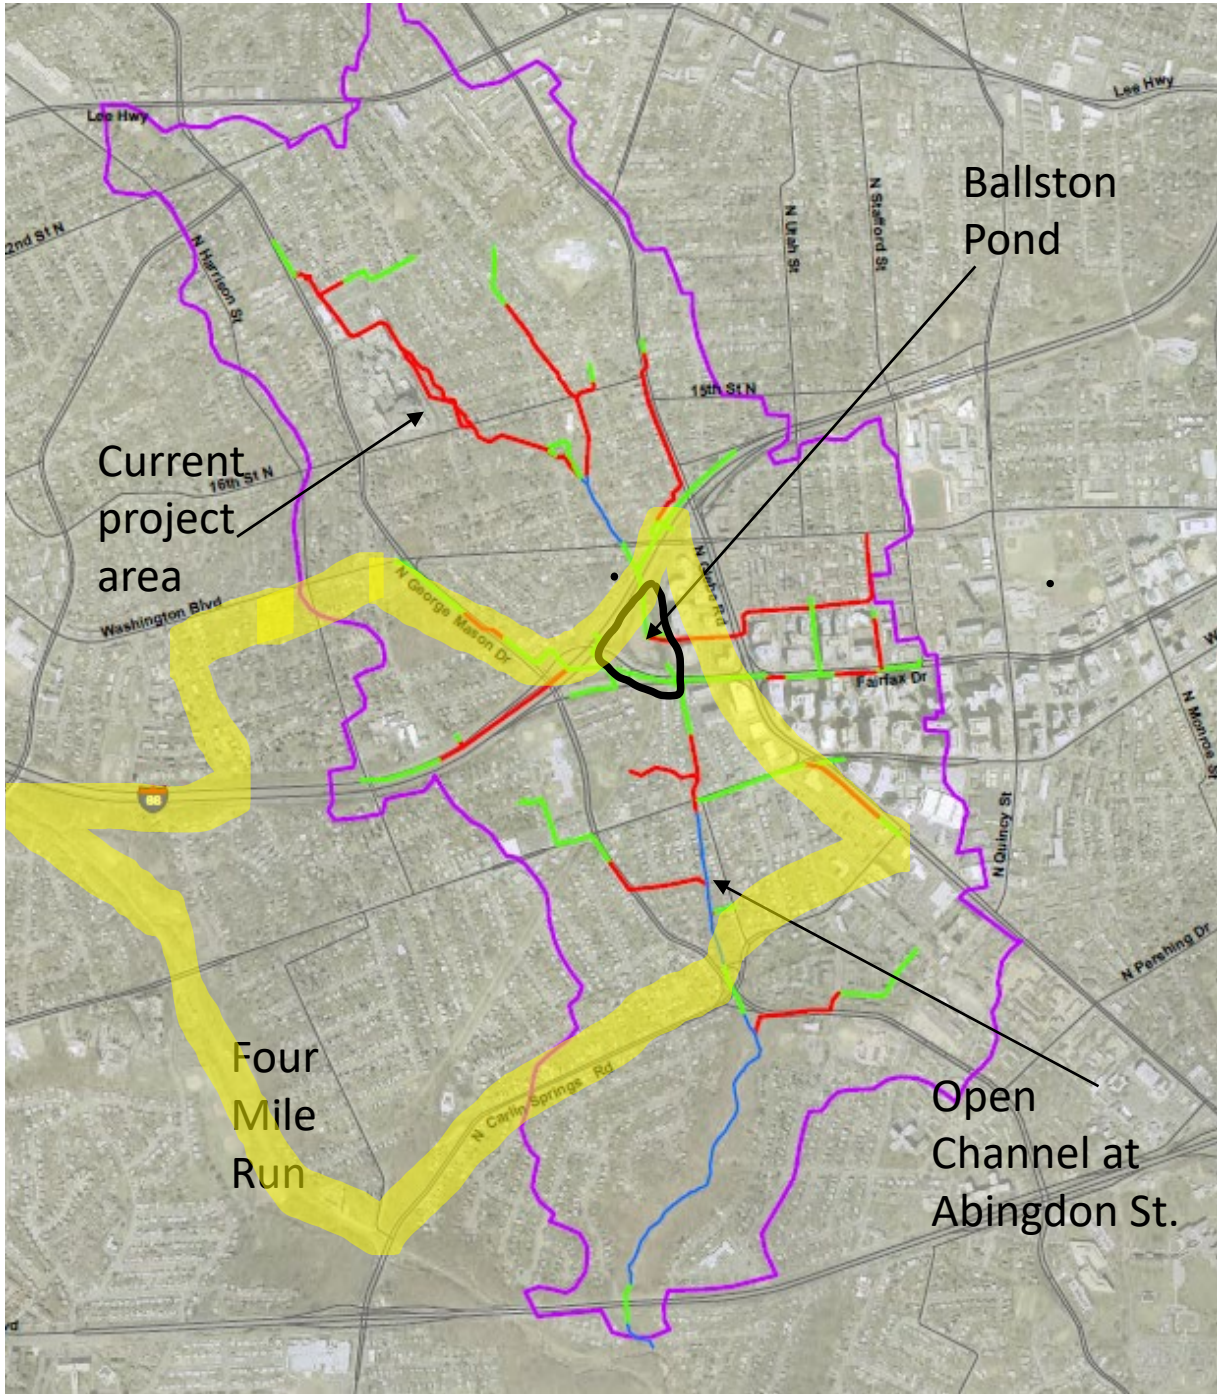 Lee Hwy
Lee Hwy
Ballston
Pond
N Utah St
N Stafford St
2nd St N
N Harrison St
15th St N
Current
project
area
16th St N
N George Mason Dr
N Glebe Rd
Washington Blvd
Fairfax Dr
N Monroe St
66
N Quincy St
N Pershing Dr
Four
Mile
Run
N Carlin Springs Rd
Open
Channel at
Abingdon St.